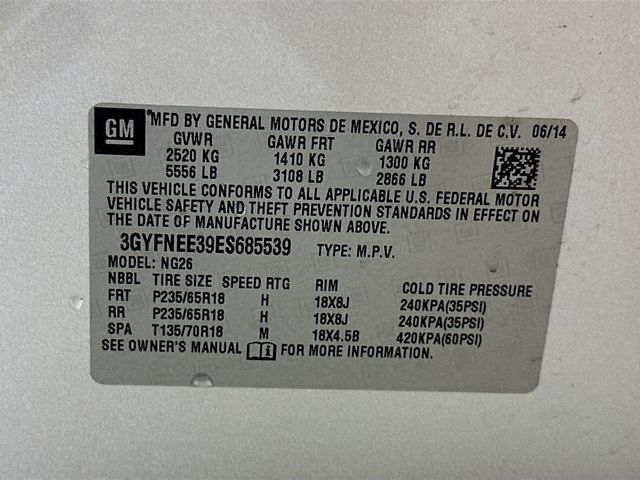 GM MFD BY GENERAL MOTORS DE MEXICO, S. DE R.L. DE C.V. 06/14
GVWR GAWR FRT GAWR RR
2520 KG 1410 KG 1300 KG
5556 LB 3108 LB 2866 LB
THIS VEHICLE CONFORMS TO ALL APPLICABLE U.S. FEDERAL MOTOR
VEHICLE SAFETY AND THEFT PREVENTION STANDARDS IN EFFECT ON
THE DATE OF MANUFACTURE SHOWN ABOVE.
3GYFNEE39ES685539 TYPE: M.P.V.
MODEL: NG26
NBBL TIRE SIZE SPEED RTG RIM COLD TIRE PRESSURE
FRT P235/65R18 H 18X8J 240KPA(35PSI)
RR P235/65R18 H 18X8J 240KPA(35PSI)
SPA T135/70R18 M 18X4.5B 420KPA(60PSI)
SEE OWNER'S MANUAL FOR MORE INFORMATION.